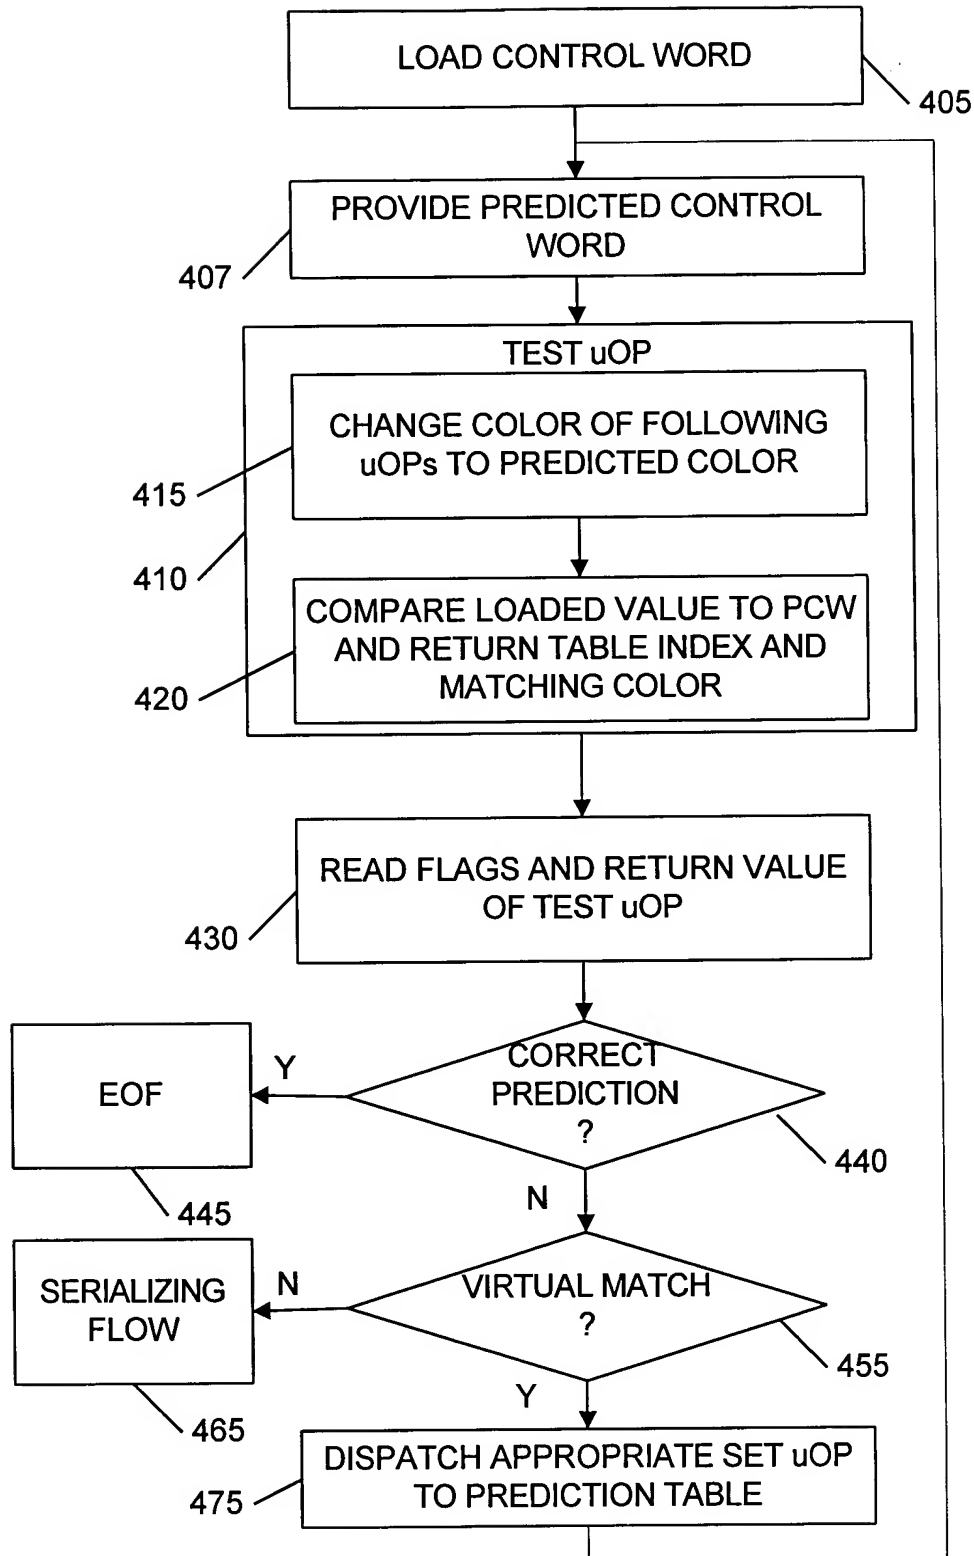 LOAD CONTROL WORD
405
PROVIDE PREDICTED CONTROL
WORD
407
TEST uOP
CHANGE COLOR OF FOLLOWING
uOPs TO PREDICTED COLOR
415
410
COMPARE LOADED VALUE TO PCW
AND RETURN TABLE INDEX AND
MATCHING COLOR
420
READ FLAGS AND RETURN VALUE
OF TEST uOP
430
CORRECT
PREDICTION
?
440
Y
EOF
445
N
VIRTUAL MATCH
?
455
N
SERIALIZING
FLOW
465
Y
DISPATCH APPROPRIATE SET uOP
TO PREDICTION TABLE
475